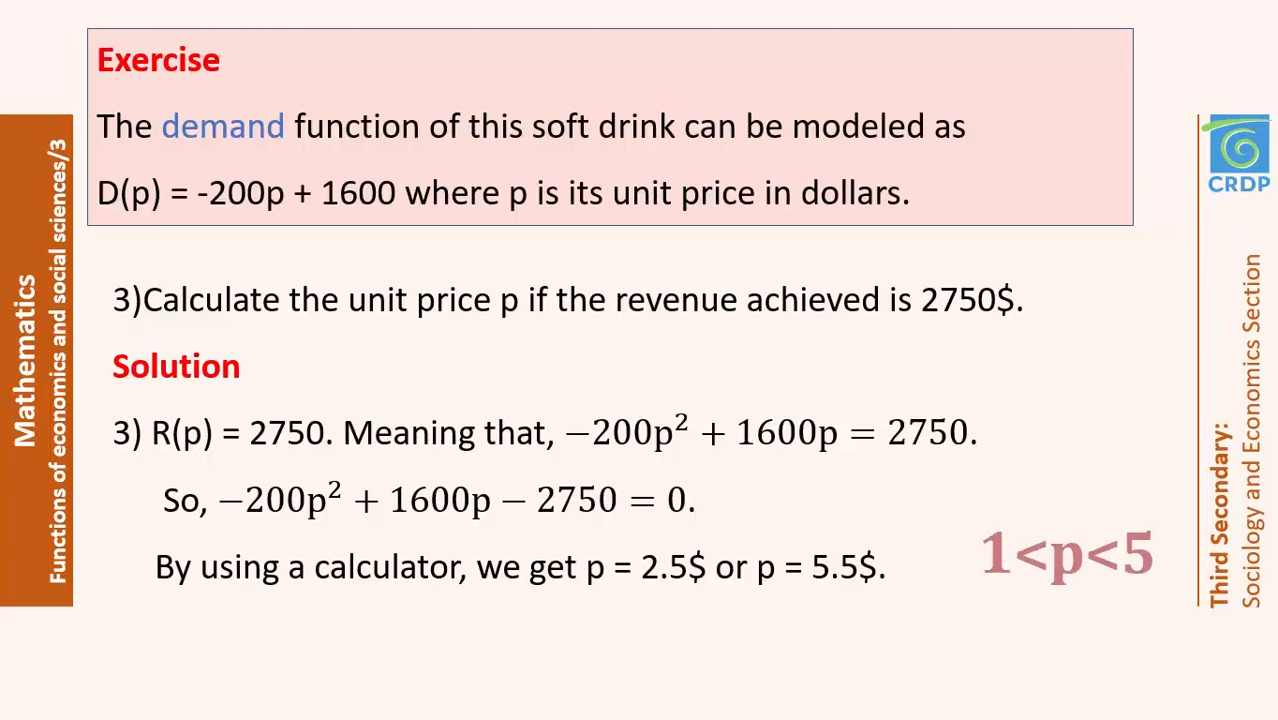 Exercise
The demand function of this soft drink can be modeled as
D(p) = -200p + 1600 where p is its unit price in dollars.
3)Calculate the unit price p if the revenue achieved is 2750$.
Solution
3) R(p) = 2750. Meaning that, −200p² + 1600p = 2750.
So, −200p² + 1600p − 2750 = 0.
By using a calculator, we get p = 2.5$ or p = 5.5$.
1<p<5
Mathematics
Functions of economics and social sciences/3
CRDP
Third Secondary:
Sociology and Economics Section